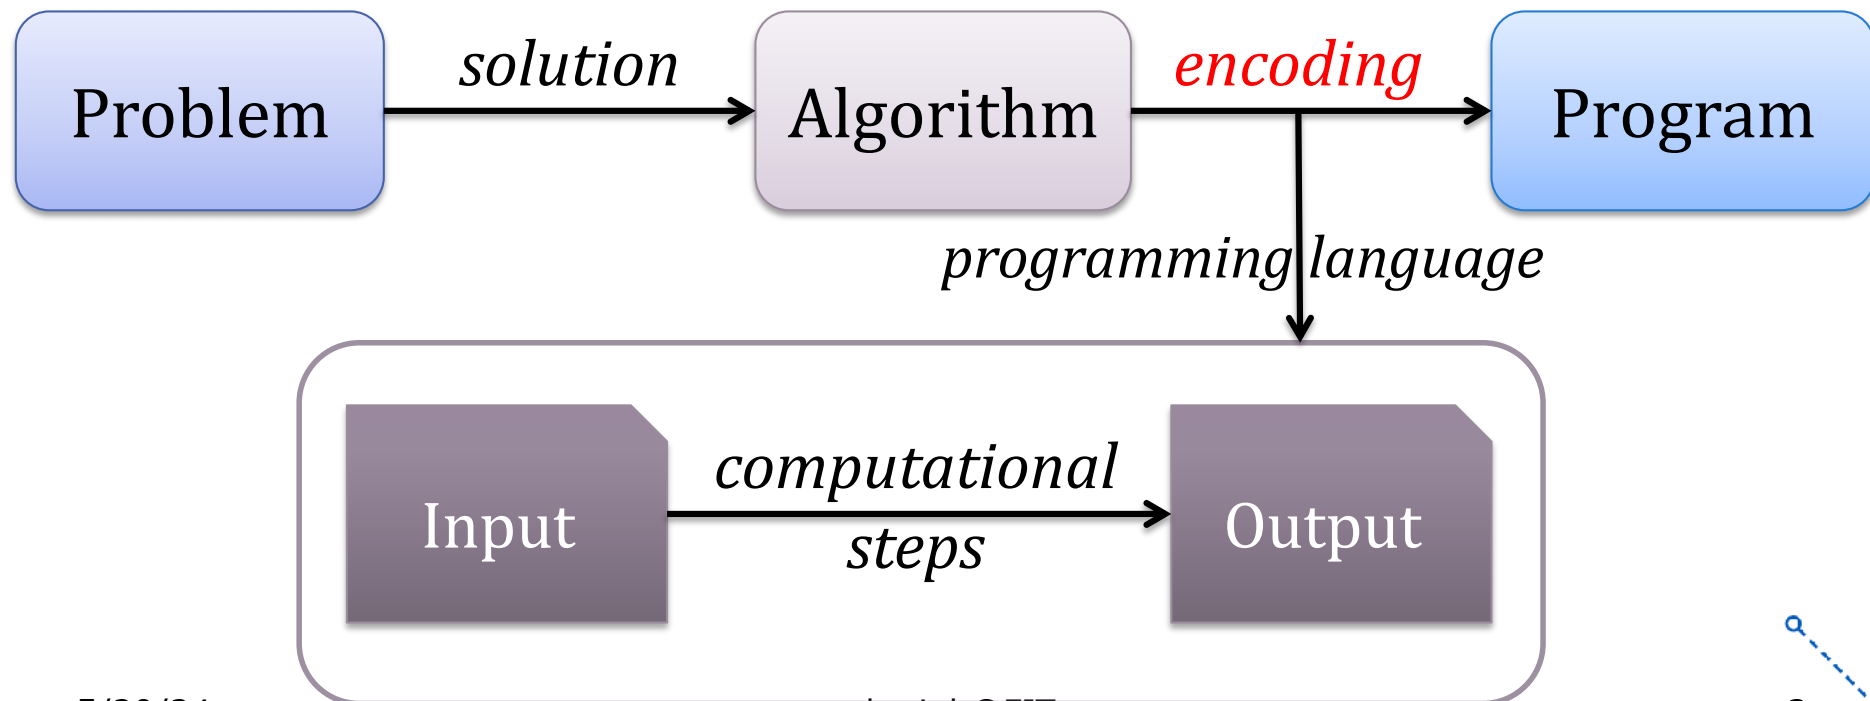 Problem
solution
Algorithm
encoding
Program
programming language
Input
computational
steps
Output